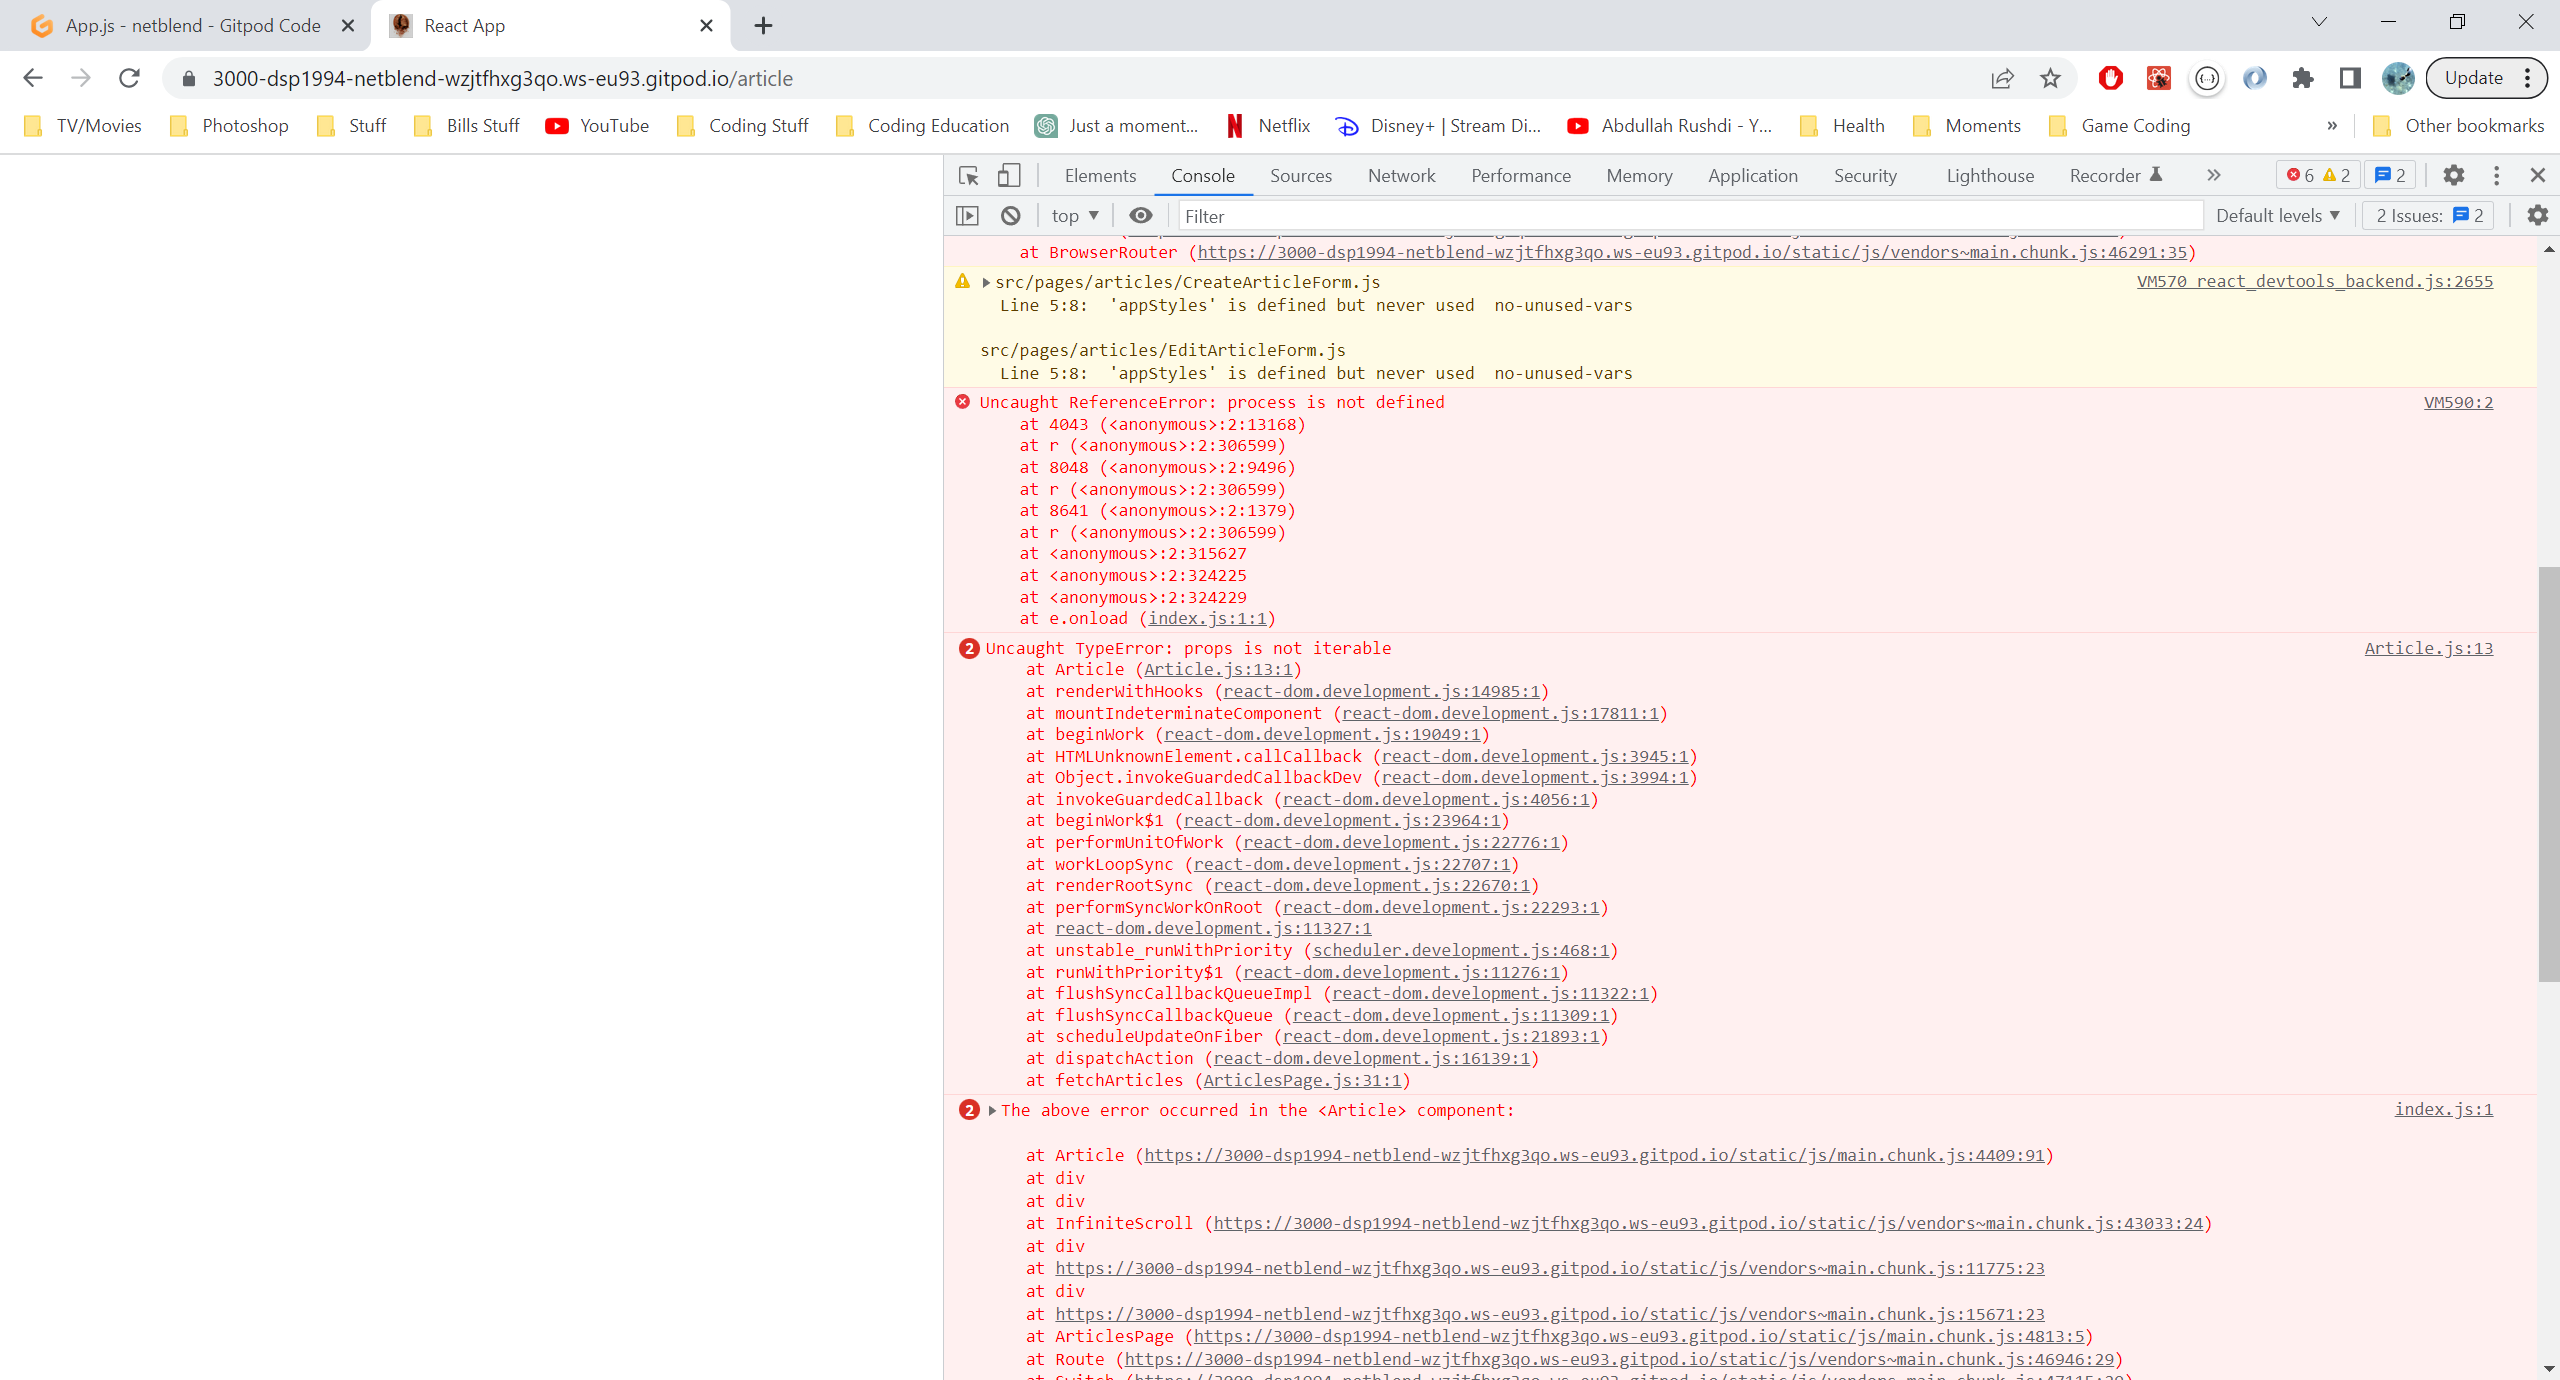 App.js - netblend - Gitpod Code
React App
3000-dsp1994-netblend-wzjtfhxg3qo.ws-eu93.gitpod.io/article
Update
TV/Movies
Photoshop
Stuff
Bills Stuff
YouTube
Coding Stuff
Coding Education
Just a moment...
Netflix
Disney+ | Stream Di...
Abdullah Rushdi - Y...
Health
Moments
Game Coding
»
Other bookmarks
Elements
Console
Sources
Network
Performance
Memory
Application
Security
Lighthouse
Recorder
»
6
2
2
top
Filter
Default levels
2 Issues: 2
at BrowserRouter (https://3000-dsp1994-netblend-wzjtfhxg3qo.ws-eu93.gitpod.io/static/js/vendors~main.chunk.js:46291:35)
src/pages/articles/CreateArticleForm.js VM570 react_devtools_backend.js:2655
Line 5:8: 'appStyles' is defined but never used no-unused-vars
src/pages/articles/EditArticleForm.js
Line 5:8: 'appStyles' is defined but never used no-unused-vars
Uncaught ReferenceError: process is not defined VM590:2
at 4043 (<anonymous>:2:13168)
at r (<anonymous>:2:306599)
at 8048 (<anonymous>:2:9496)
at r (<anonymous>:2:306599)
at 8641 (<anonymous>:2:1379)
at r (<anonymous>:2:306599)
at <anonymous>:2:315627
at <anonymous>:2:324225
at <anonymous>:2:324229
at e.onload (index.js:1:1)
2 Uncaught TypeError: props is not iterable Article.js:13
at Article (Article.js:13:1)
at renderWithHooks (react-dom.development.js:14985:1)
at mountIndeterminateComponent (react-dom.development.js:17811:1)
at beginWork (react-dom.development.js:19049:1)
at HTMLUnknownElement.callCallback (react-dom.development.js:3945:1)
at Object.invokeGuardedCallbackDev (react-dom.development.js:3994:1)
at invokeGuardedCallback (react-dom.development.js:4056:1)
at beginWork$1 (react-dom.development.js:23964:1)
at performUnitOfWork (react-dom.development.js:22776:1)
at workLoopSync (react-dom.development.js:22707:1)
at renderRootSync (react-dom.development.js:22670:1)
at performSyncWorkOnRoot (react-dom.development.js:22293:1)
at react-dom.development.js:11327:1
at unstable_runWithPriority (scheduler.development.js:468:1)
at runWithPriority$1 (react-dom.development.js:11276:1)
at flushSyncCallbackQueueImpl (react-dom.development.js:11322:1)
at flushSyncCallbackQueue (react-dom.development.js:11309:1)
at scheduleUpdateOnFiber (react-dom.development.js:21893:1)
at dispatchAction (react-dom.development.js:16139:1)
at fetchArticles (ArticlesPage.js:31:1)
2 The above error occurred in the <Article> component: index.js:1
at Article (https://3000-dsp1994-netblend-wzjtfhxg3qo.ws-eu93.gitpod.io/static/js/main.chunk.js:4409:91)
at div
at div
at InfiniteScroll (https://3000-dsp1994-netblend-wzjtfhxg3qo.ws-eu93.gitpod.io/static/js/vendors~main.chunk.js:43033:24)
at div
at https://3000-dsp1994-netblend-wzjtfhxg3qo.ws-eu93.gitpod.io/static/js/vendors~main.chunk.js:11775:23
at div
at https://3000-dsp1994-netblend-wzjtfhxg3qo.ws-eu93.gitpod.io/static/js/vendors~main.chunk.js:15671:23
at ArticlesPage (https://3000-dsp1994-netblend-wzjtfhxg3qo.ws-eu93.gitpod.io/static/js/main.chunk.js:4813:5)
at Route (https://3000-dsp1994-netblend-wzjtfhxg3qo.ws-eu93.gitpod.io/static/js/vendors~main.chunk.js:46946:29)